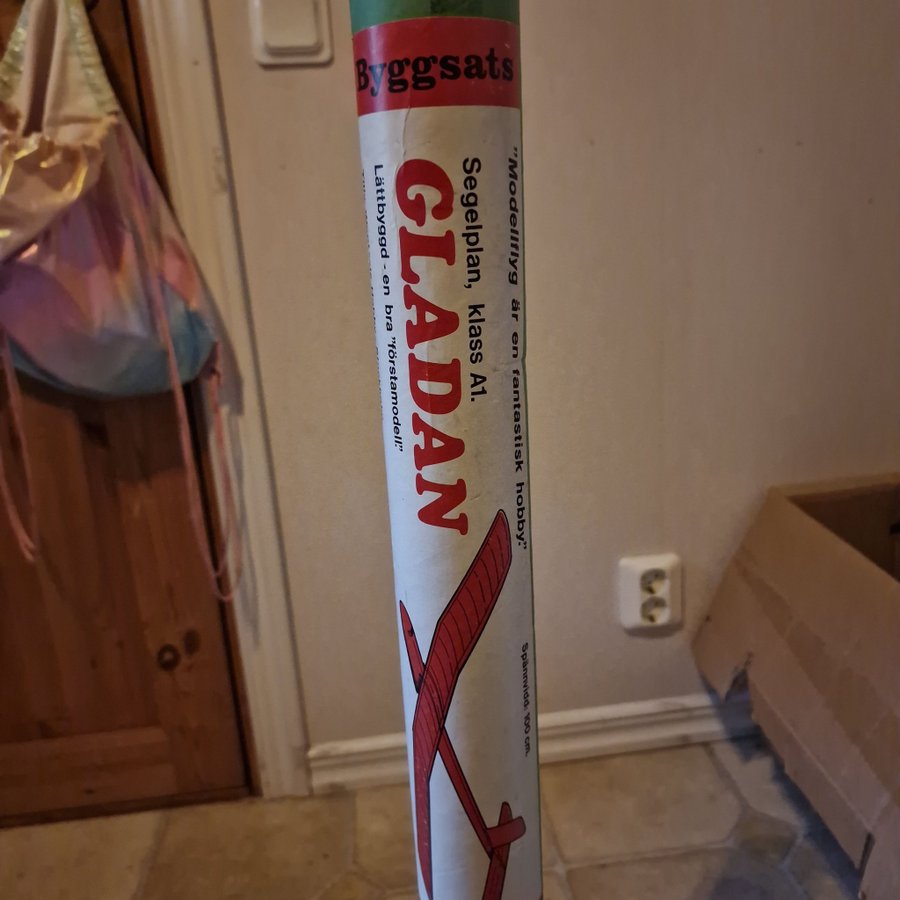 Byggsats
"Modellflyg är en fantastisk hobby."
Segelplan, klass A1.
GLADAN
Lättbyggd - en bra "förstamodell."
Spännvidd: 100 cm.